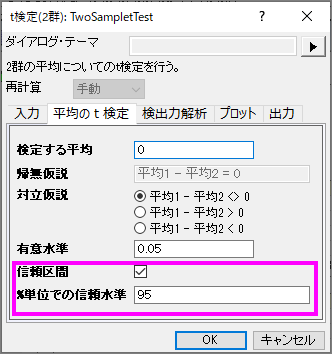 t検定(2群): TwoSampletTest
ダイアログ・テーマ
2群の平均についてのt検定を行う。
再計算 手動
入力 平均の t 検定 検出力解析 プロット 出力
検定する平均 0
帰無仮説 平均1 - 平均2 = 0
対立仮説 平均1 - 平均2 <> 0
平均1 - 平均2 > 0
平均1 - 平均2 < 0
有意水準 0.05
信頼区間
%単位での信頼水準 95
OK キャンセル